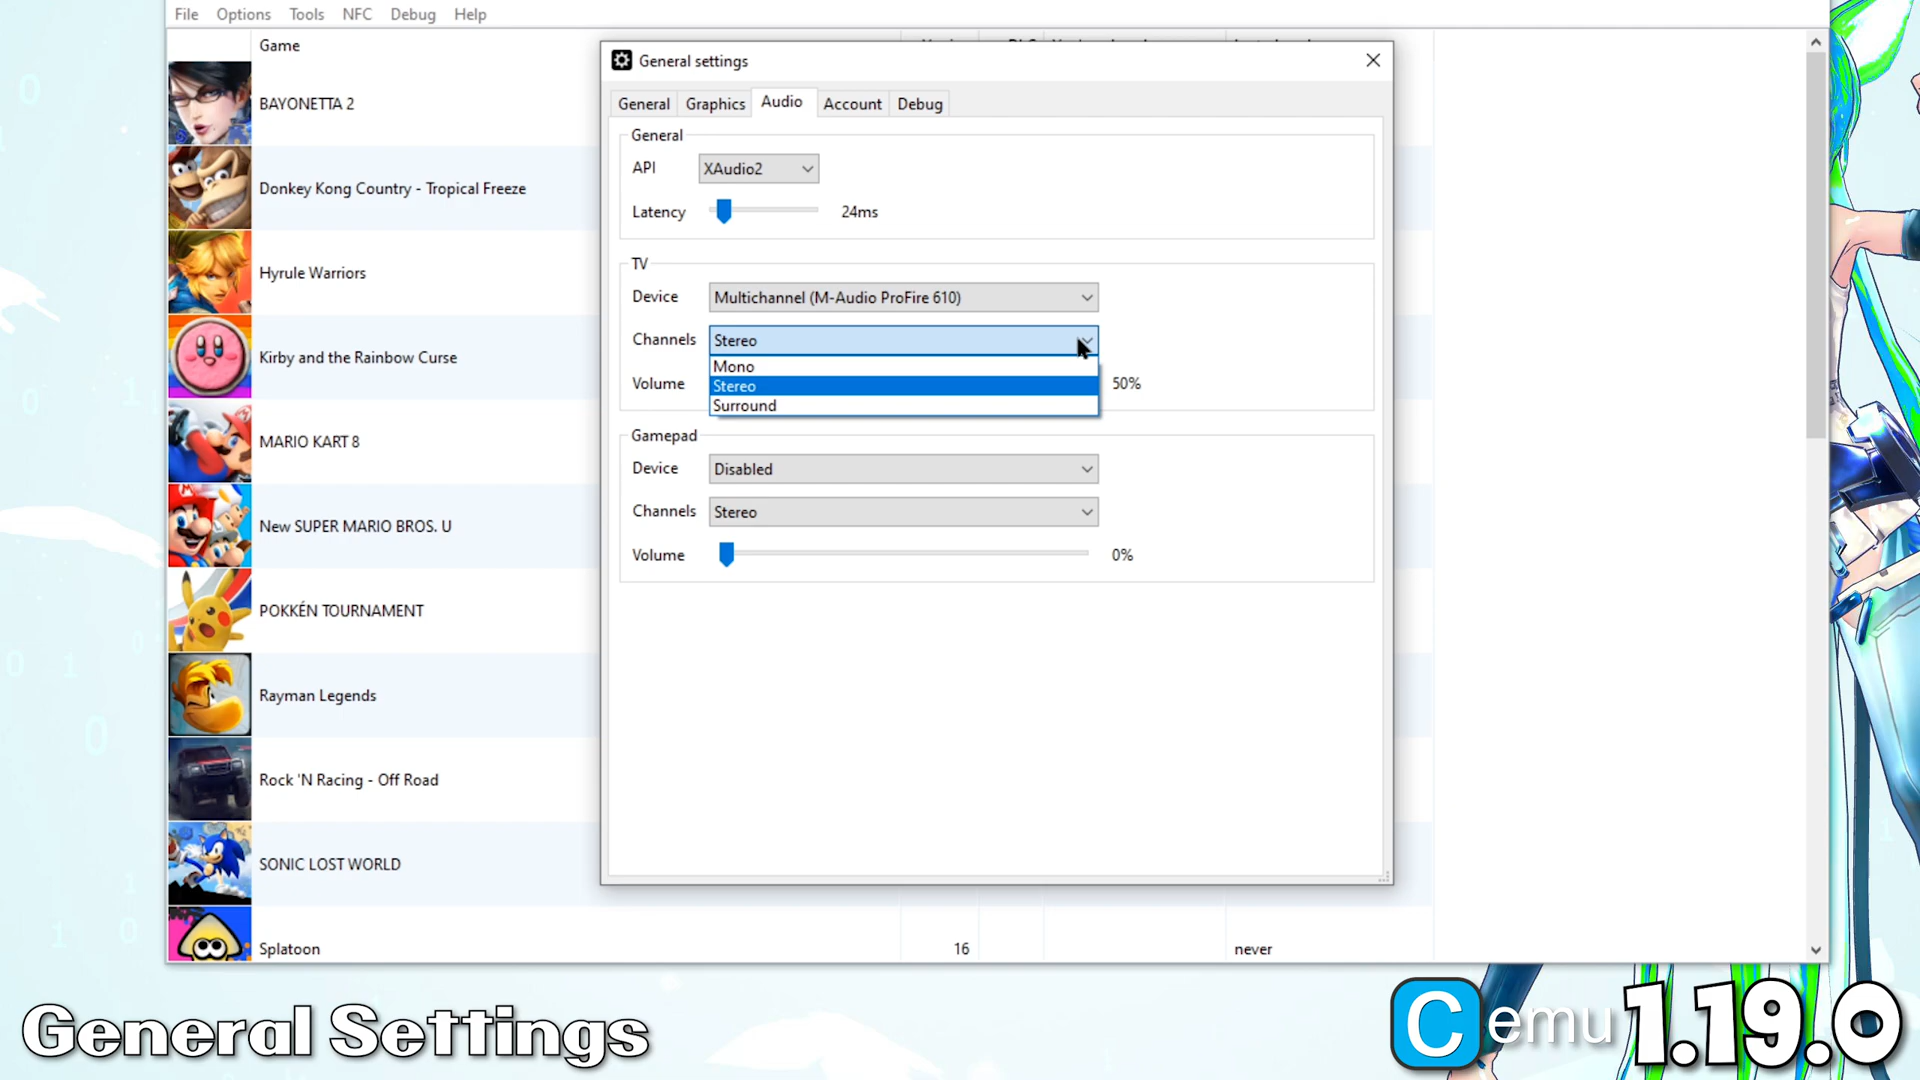 File Options Tools NFC Debug Help
Game
BAYONETTA 2
Donkey Kong Country - Tropical Freeze
Hyrule Warriors
Kirby and the Rainbow Curse
MARIO KART 8
New SUPER MARIO BROS. U
POKKÉN TOURNAMENT
Rayman Legends
Rock 'N Racing - Off Road
SONIC LOST WORLD
Splatoon 16 never
General settings
General Graphics Audio Account Debug
General
API XAudio2
Latency 24ms
TV
Device Multichannel (M-Audio ProFire 610)
Channels Stereo
Mono
Stereo
Surround
Volume 50%
Gamepad
Device Disabled
Channels Stereo
Volume 0%
General Settings
Cemu 1.19.0